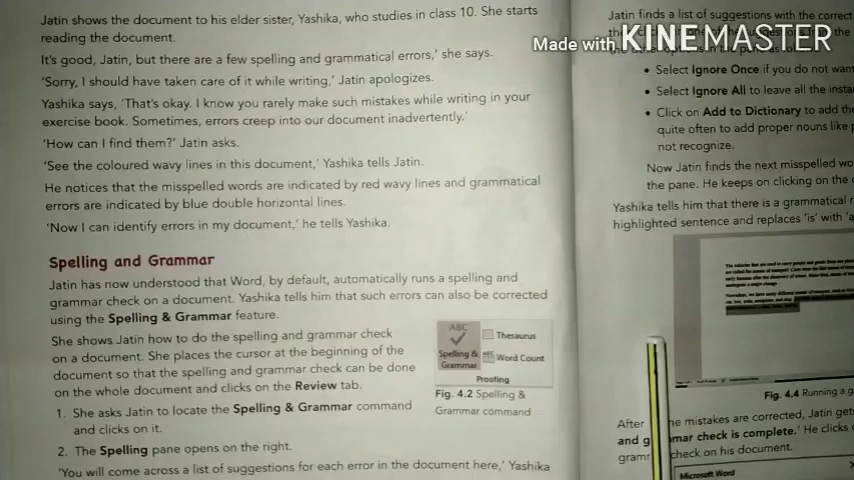 Jatin shows the document to his elder sister, Yashika, who studies in class 10. She starts
reading the document.
It's good, Jatin, but there are a few spelling and grammatical errors,' she says.
'Sorry, I should have taken care of it while writing,' Jatin apologizes.
Yashika says, 'That's okay. I know you rarely make such mistakes while writing in your
exercise book. Sometimes, errors creep into our document inadvertently.'
'How can I find them?' Jatin asks.
'See the coloured wavy lines in this document,' Yashika tells Jatin.
He notices that the misspelled words are indicated by red wavy lines and grammatical
errors are indicated by blue double horizontal lines.
'Now I can identify errors in my document,' he tells Yashika.
Spelling and Grammar
Jatin has now understood that Word, by default, automatically runs a spelling and
grammar check on a document. Yashika tells him that such errors can also be corrected
using the Spelling & Grammar feature.
She shows Jatin how to do the spelling and grammar check
on a document. She places the cursor at the beginning of the
document so that the spelling and grammar check can be done
on the whole document and clicks on the Review tab.
1. She asks Jatin to locate the Spelling & Grammar command
and clicks on it.
2. The Spelling pane opens on the right.
'You will come across a list of suggestions for each error in the document here,' Yashika
ABC
Spelling &
Grammar
Thesaurus
Word Count
Proofing
Fig. 4.2 Spelling &
Grammar command
Jatin finds a list of suggestions with the correct
Made with KINEMASTER
• Select Ignore Once if you do not want
• Select Ignore All to leave all the insta
• Click on Add to Dictionary to add the
quite often to add proper nouns like
not recognize.
Now Jatin finds the next misspelled wo
the pane. He keeps on clicking on the
Yashika tells him that there is a grammatical
highlighted sentence and replaces 'is' with 'a
Fig. 4.4 Running a g
After he mistakes are corrected, Jatin gets
and g mar check is complete.' He clicks
gram check on his document.
Microsoft Word